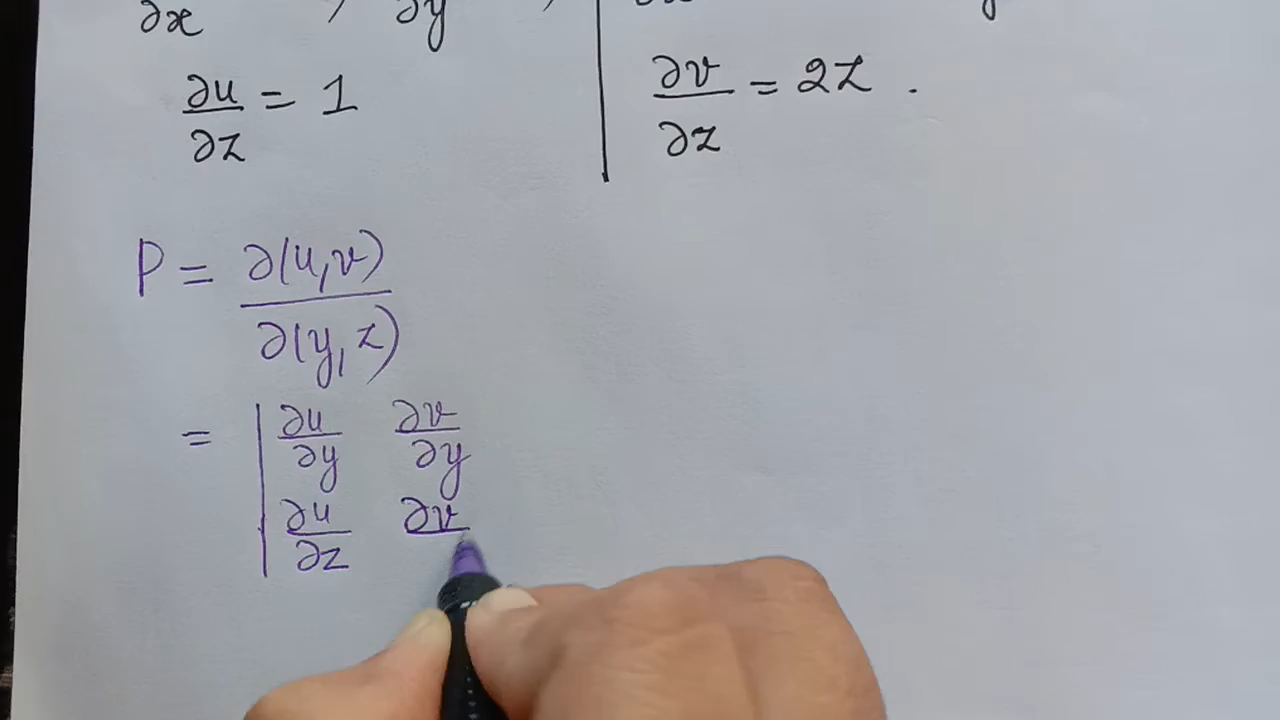 ∂x , ∂y ,
∂u/∂z = 1
∂v/∂z = 2z .
P = ∂(u,v)/∂(y,z)
= | ∂u/∂y ∂v/∂y
∂u/∂z ∂v